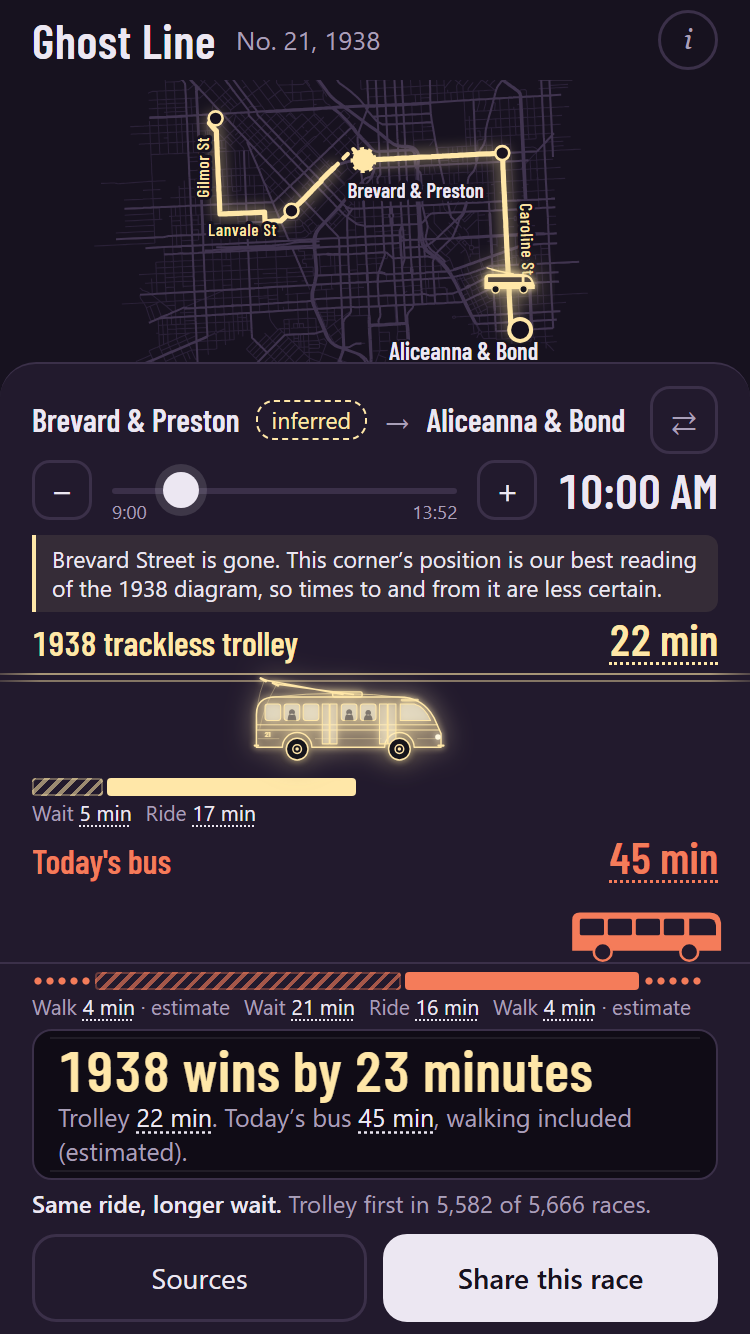 Ghost Line No. 21, 1938 i
Gilmor St
Brevard & Preston
Lanvale St
Caroline St
Aliceanna & Bond
Brevard & Preston inferred → Aliceanna & Bond ⇄
− + 10:00 AM
9:00 13:52
Brevard Street is gone. This corner’s position is our best reading
of the 1938 diagram, so times to and from it are less certain.
1938 trackless trolley 22 min
21
Wait 5 min Ride 17 min
Today's bus 45 min
Walk 4 min · estimate Wait 21 min Ride 16 min Walk 4 min · estimate
1938 wins by 23 minutes
Trolley 22 min. Today’s bus 45 min, walking included
(estimated).
Same ride, longer wait. Trolley first in 5,582 of 5,666 races.
Sources Share this race